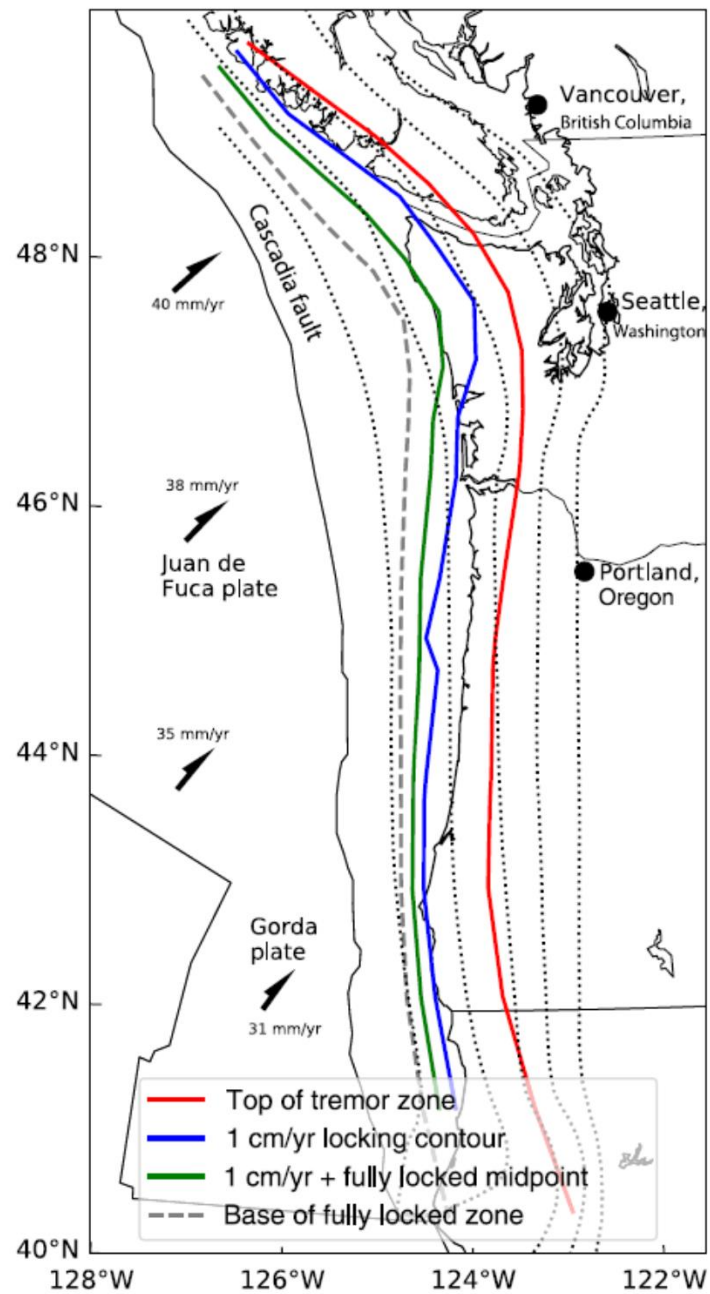 Vancouver,
British Columbia
48°N
Cascadia fault
40 mm/yr
Seattle,
Washington
46°N
38 mm/yr
Juan de
Fuca plate
Portland,
Oregon
44°N
35 mm/yr
Gorda
plate
42°N
31 mm/yr
Top of tremor zone
1 cm/yr locking contour
1 cm/yr + fully locked midpoint
Base of fully locked zone
40°N
128°W 126°W 124°W 122°W